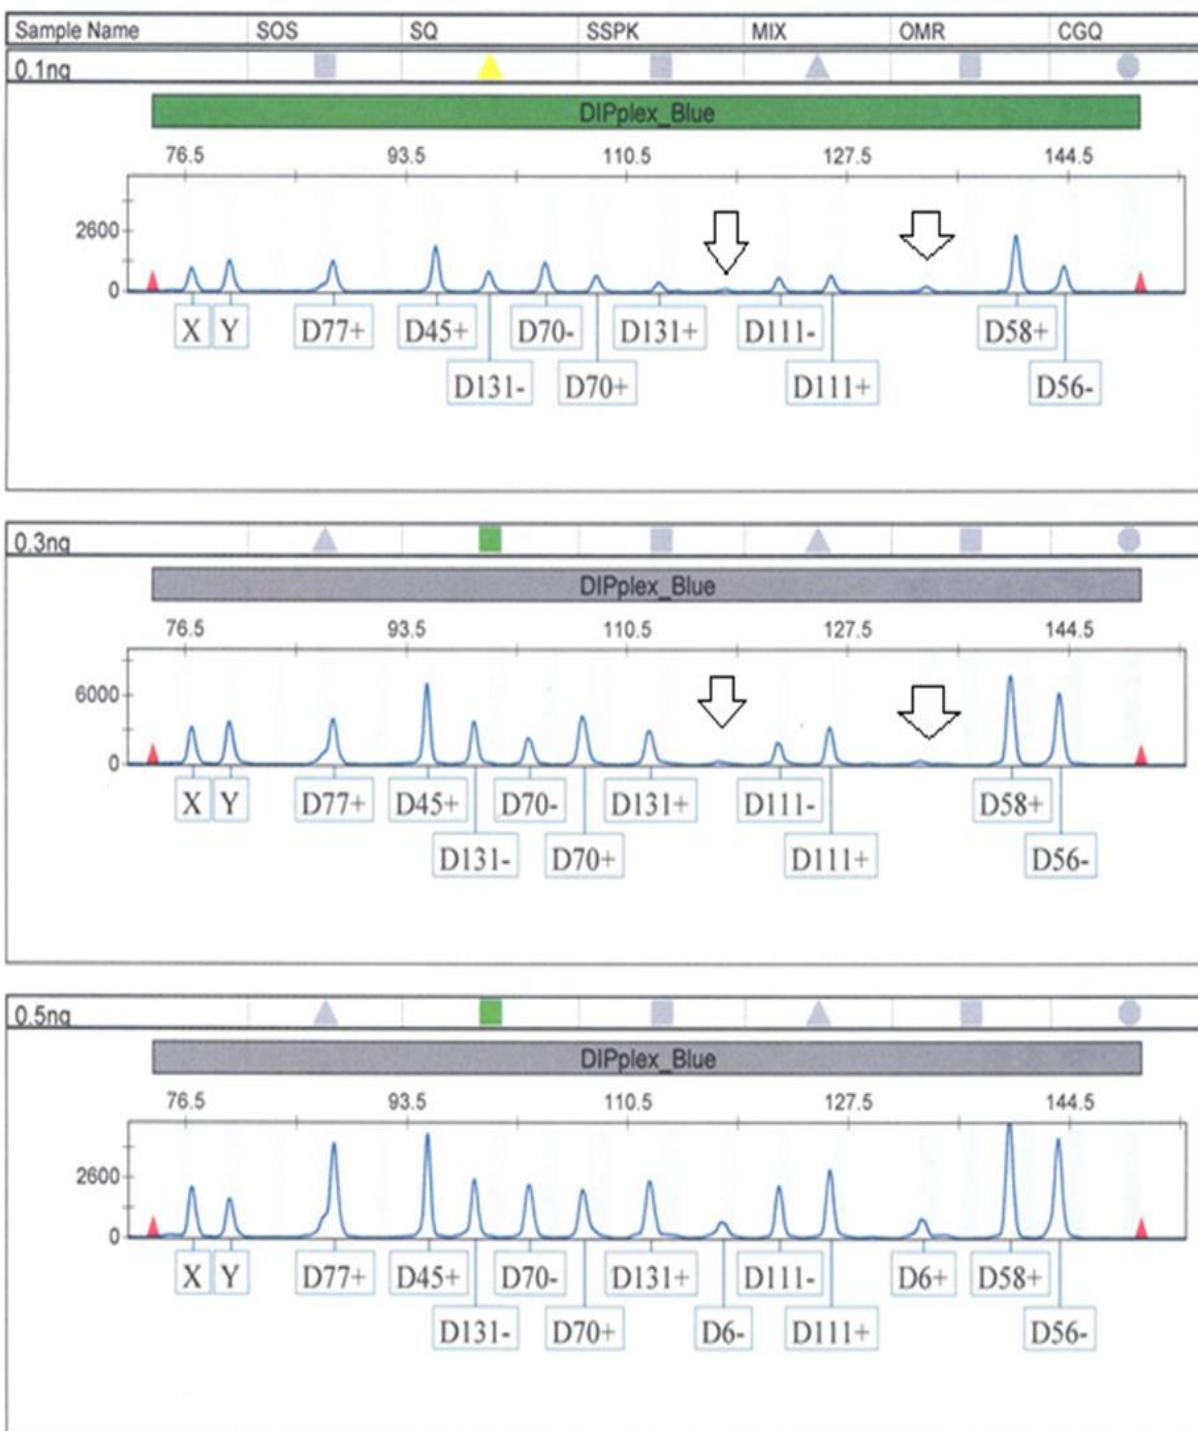 Sample Name SOS SQ SSPK MIX OMR CGQ
0.1ng
DIPplex_Blue
76.5 93.5 110.5 127.5 144.5
2600
0
X Y D77+ D45+ D70- D131+ D111- D58+
D131- D70+ D111+ D56-
0.3ng
DIPplex_Blue
76.5 93.5 110.5 127.5 144.5
6000
0
X Y D77+ D45+ D70- D131+ D111- D58+
D131- D70+ D111+ D56-
0.5ng
DIPplex_Blue
76.5 93.5 110.5 127.5 144.5
2600
0
X Y D77+ D45+ D70- D131+ D111- D6+ D58+
D131- D70+ D6- D111+ D56-